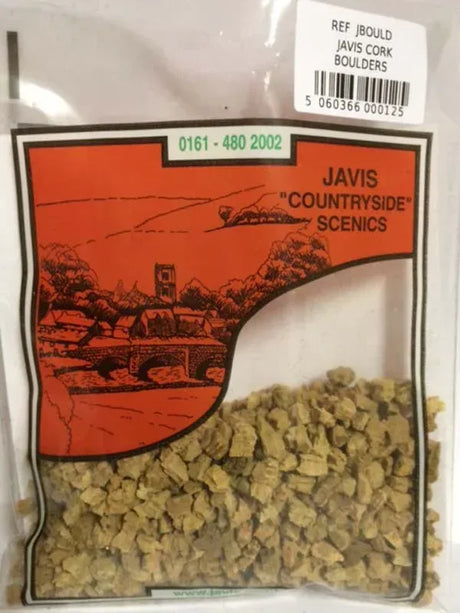 REF JBOULD
JAVIS CORK
BOULDERS
5 060366 000125
0161 - 480 2002
JAVIS
"COUNTRYSIDE"
SCENICS